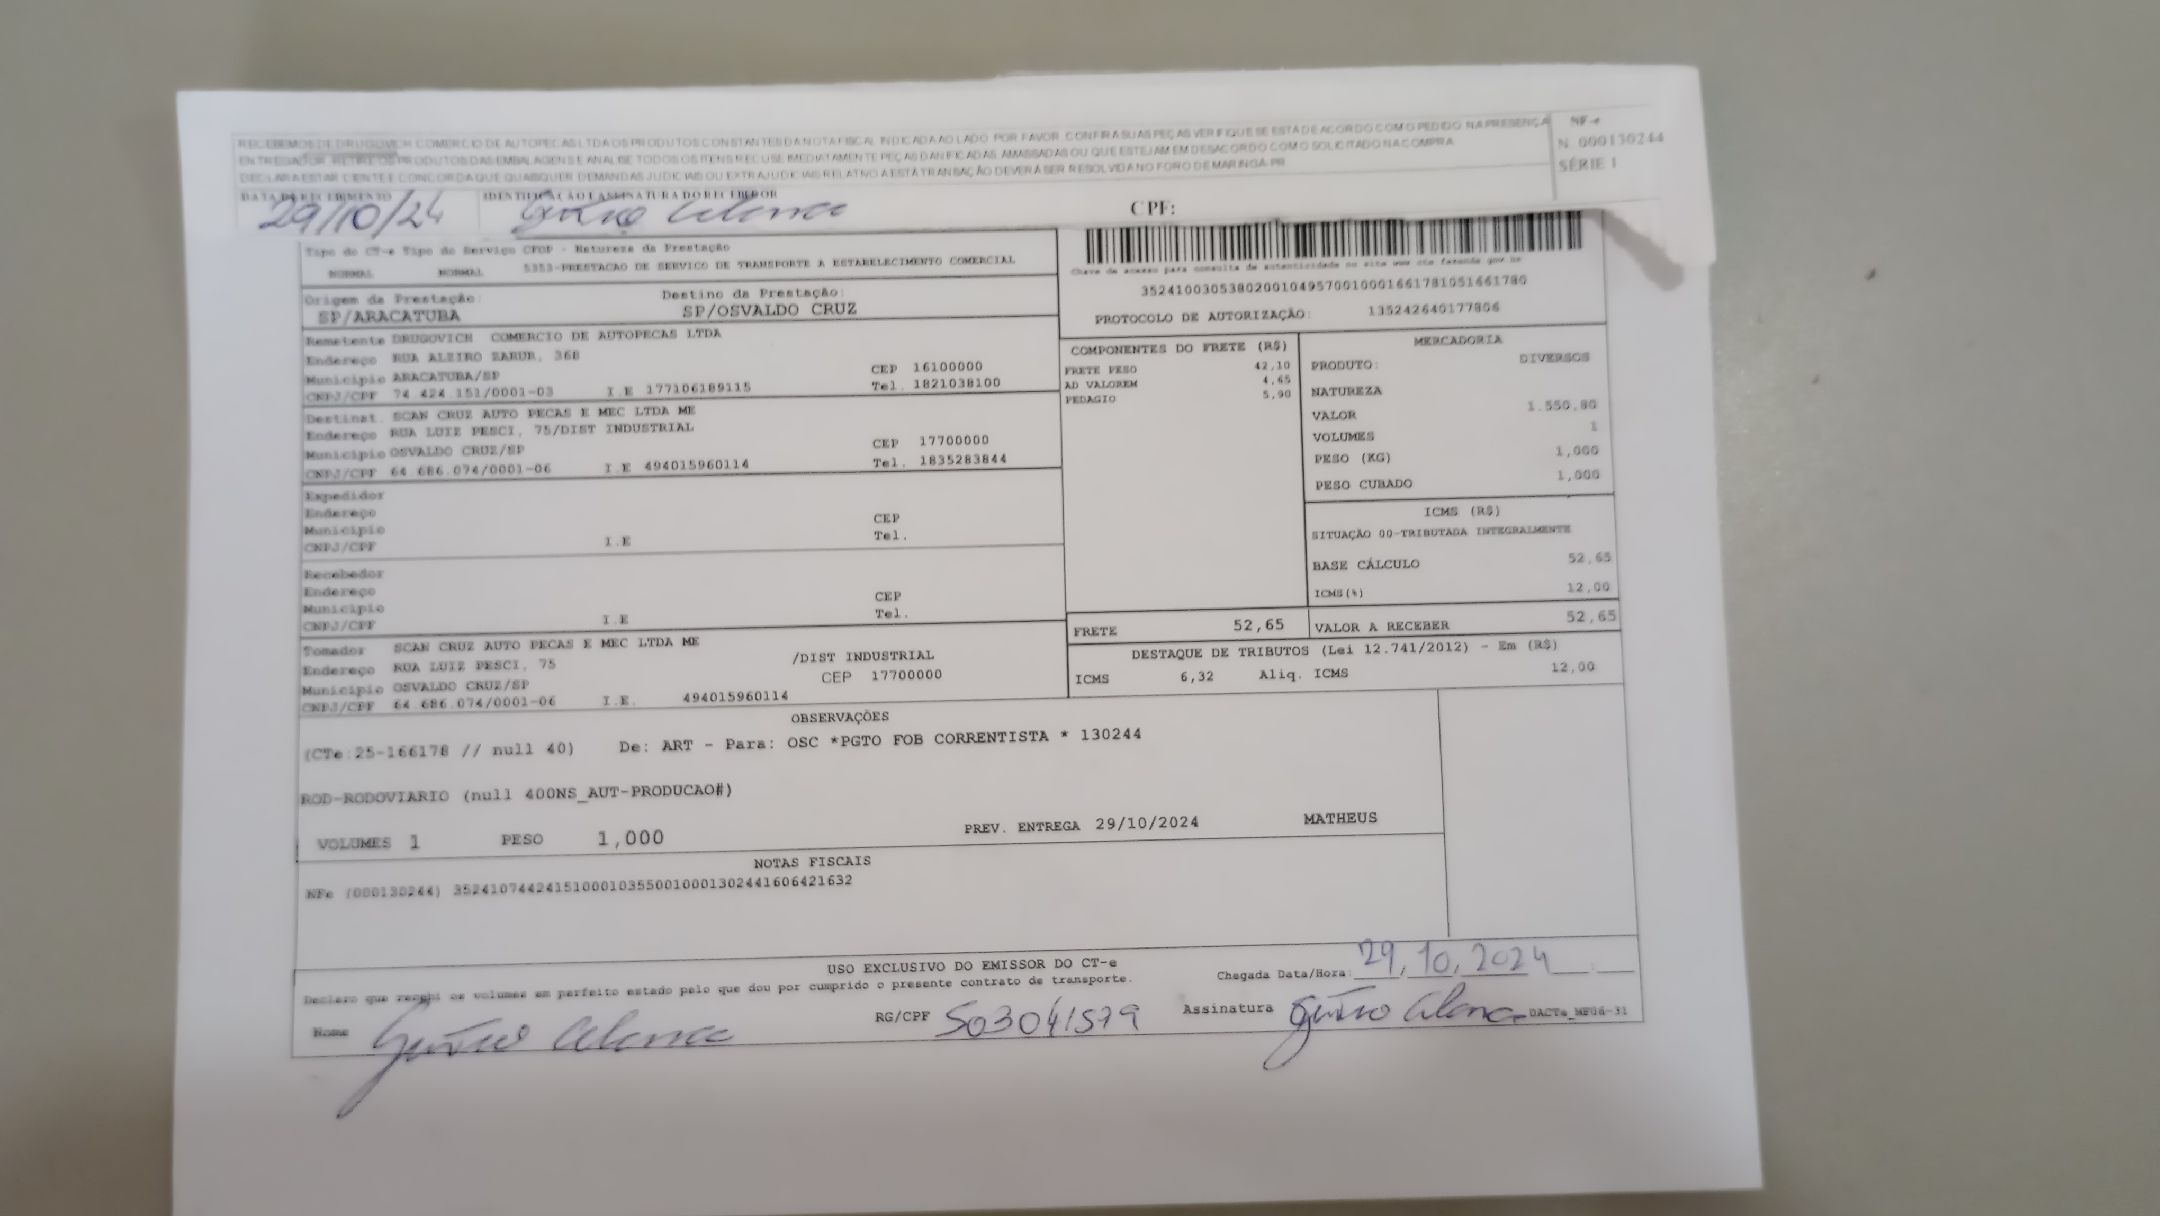 RECEBEMOS DE DRUGOVICH COMERCIO DE AUTOPECAS LTDA OS PRODUTOS CONSTANTES DA NOTA FISCAL INDICADA AO LADO. POR FAVOR CONFIRA SUAS PEÇAS VERIFIQUE SE ESTA DE ACORDO COM O PEDIDO NA PRESENÇA
ENTREGADOR RETIRE OS PRODUTOS DAS EMBALAGENS E ANALISE TODOS OS ITENS RECUSE IMEDIATAMENTE PEÇAS DANIFICADAS AMASSADAS OU QUE ESTEJAM EM DESACORDO COM O SOLICITADO NA COMPRA
DECLARA ESTAR CIENTE E CONCORDA QUE QUAISQUER DEMANDAS JUDICIAIS OU EXTRAJUDICIAIS RELATIVO A ESTA TRANSAÇÃO DEVERÁ SER RESOLVIDA NO FORO DE MARINGA-PR
NF-e
N. 000130244
SÉRIE 1
DATA DE RECEBIMENTO IDENTIFICAÇÃO E ASSINATURA DO RECEBEDOR
29/10/24 CPF:
Tipo do CT-e Tipo do Serviço CFOP - Natureza da Prestação
NORMAL NORMAL 5353-PRESTACAO DE SERVICO DE TRANSPORTE A ESTABELECIMENTO COMERCIAL
Chave de acesso para consulta de autenticidade no site www cte fazenda gov.br
35241003053802001049570010001661781051661780
PROTOCOLO DE AUTORIZAÇÃO: 135242640177806
Origem da Prestação: Destino da Prestação:
SP/ARACATUBA SP/OSVALDO CRUZ
Remetente DRUGOVICH COMERCIO DE AUTOPECAS LTDA
Endereço RUA ALZIRO ZARUR, 368
Município ARACATUBA/SP CEP 16100000
CNPJ/CPF 74.424.151/0001-03 I.E 177106189115 Tel. 1821038100
Destinat. SCAN CRUZ AUTO PECAS E MEC LTDA ME
Endereço RUA LUIZ PESCI, 75/DIST INDUSTRIAL
Município OSVALDO CRUZ/SP CEP 17700000
CNPJ/CPF 64.686.074/0001-06 I.E 494015960114 Tel. 1835283844
Expedidor
Endereço
Município CEP
CNPJ/CPF I.E Tel.
Recebedor
Endereço
Município CEP
CNPJ/CPF I.E Tel.
Tomador SCAN CRUZ AUTO PECAS E MEC LTDA ME
Endereço RUA LUIZ PESCI, 75 /DIST INDUSTRIAL
Município OSVALDO CRUZ/SP CEP 17700000
CNPJ/CPF 64.686.074/0001-06 I.E. 494015960114
COMPONENTES DO FRETE (R$)
FRETE PESO 42,10
AD VALOREM 4,65
PEDAGIO 5,90
MERCADORIA
PRODUTO: DIVERSOS
NATUREZA
VALOR 1.550,80
VOLUMES 1
PESO (KG) 1,000
PESO CUBADO 1,000
ICMS (R$)
SITUAÇÃO 00-TRIBUTADA INTEGRALMENTE
BASE CÁLCULO 52,65
ICMS(%) 12,00
FRETE 52,65 VALOR A RECEBER 52,65
DESTAQUE DE TRIBUTOS (Lei 12.741/2012) - Em (R$)
ICMS 6,32 Aliq. ICMS 12,00
OBSERVAÇÕES
(CTe:25-166178 // null 40) De: ART - Para: OSC *PGTO FOB CORRENTISTA * 130244
ROD-RODOVIARIO (null 400NS_AUT-PRODUCAO#)
VOLUMES 1 PESO 1,000 PREV. ENTREGA 29/10/2024 MATHEUS
NOTAS FISCAIS
NFe (000130244) 35241074424151000103550010001302441606421632
USO EXCLUSIVO DO EMISSOR DO CT-e
Chegada Data/Hora: 29, 10, 2024 :
Declaro que recebi os volumes em perfeito estado pelo que dou por cumprido o presente contrato de transporte.
Nome RG/CPF 503041579 Assinatura DACTe_MF06-31